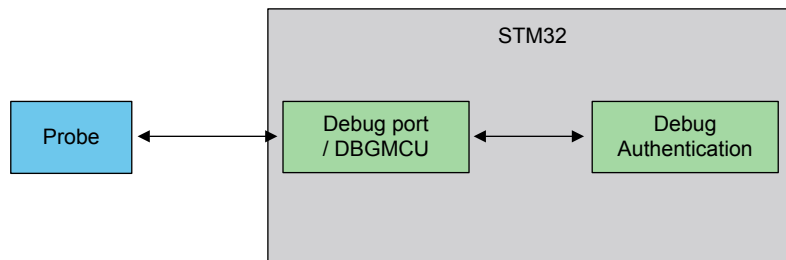 STM32
Probe
Debug port
/ DBGMCU
Debug
Authentication